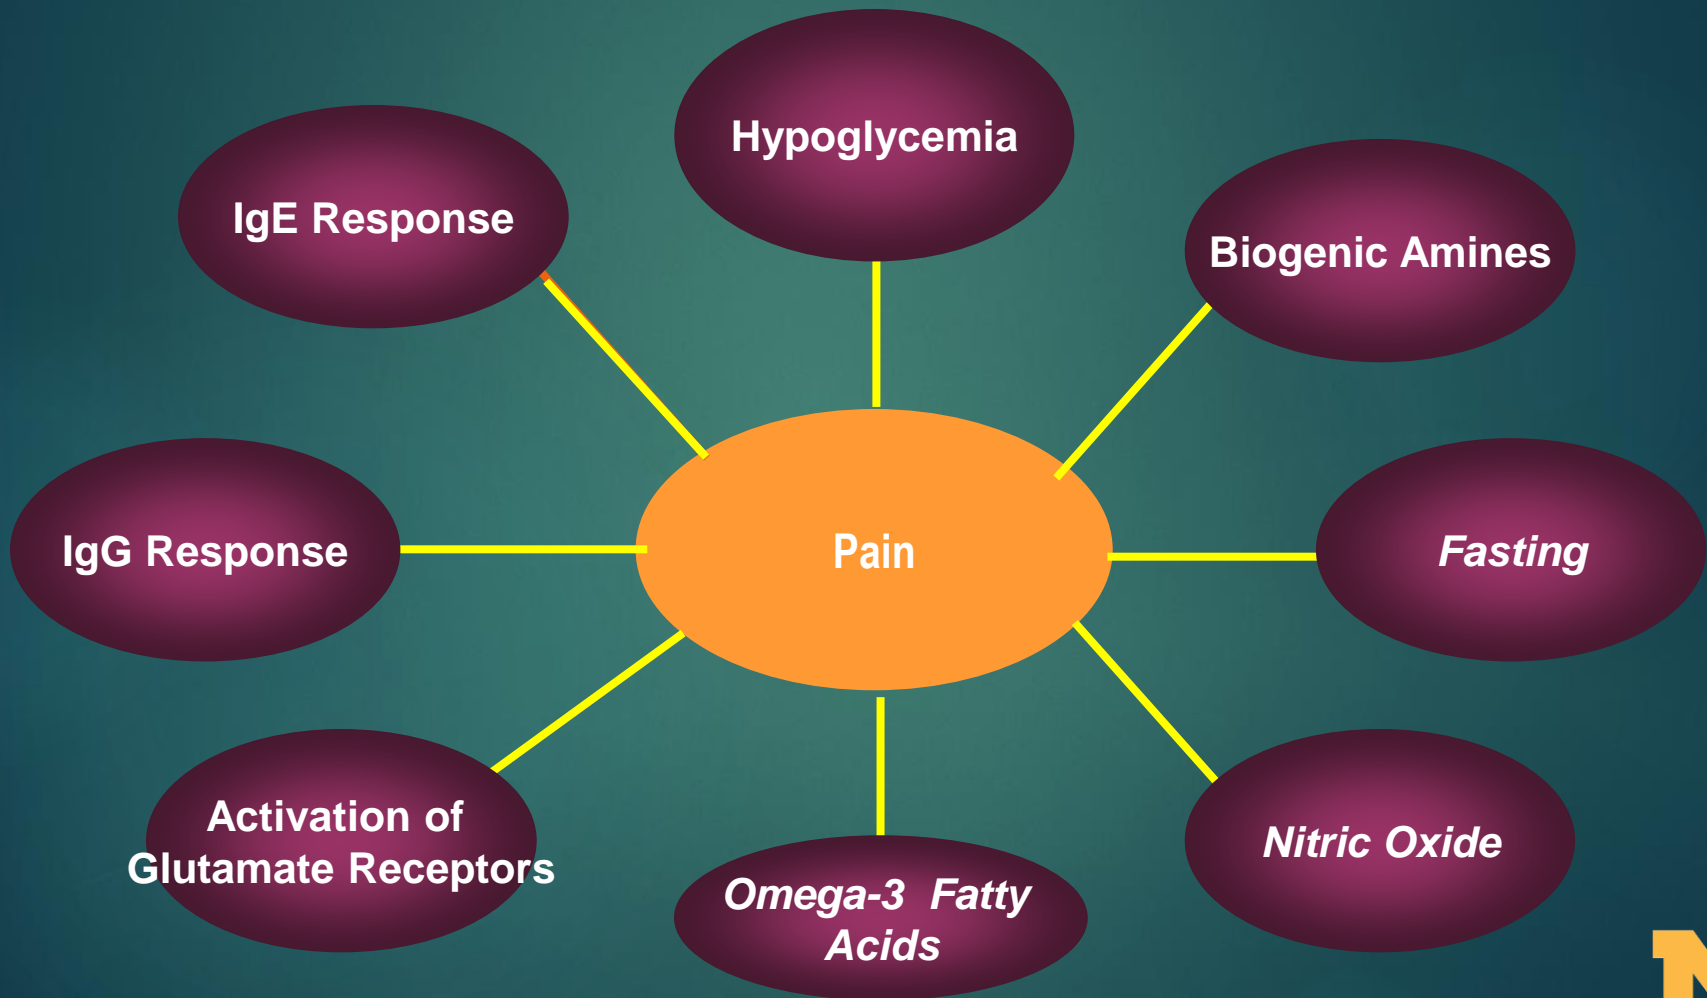 Hypoglycemia
IgE Response
Biogenic Amines
IgG Response
Pain
Fasting
Activation of
Glutamate Receptors
Nitric Oxide
Omega-3 Fatty
Acids